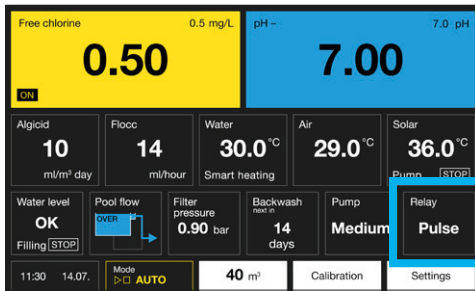 Free chlorine 0.5 mg/L pH – 7.0 pH
0.50 7.00
ON
Algicid Flocc Water Air Solar
10 14 30.0°C 29.0°C 36.0°C
ml/m³ day ml/hour Smart heating Pump STOP
Water level Pool flow Filter pressure Backwash next in Pump Relay
OK OVER 0.90 bar 14 days Medium Pulse
Filling STOP
11:30 14.07. Mode AUTO 40 m³ Calibration Settings